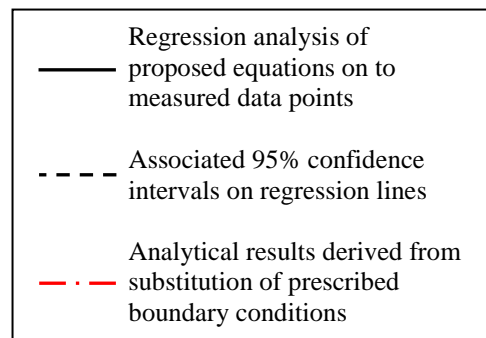 Regression analysis of
proposed equations on to
measured data points
Associated 95% confidence
intervals on regression lines
Analytical results derived from
substitution of prescribed
boundary conditions